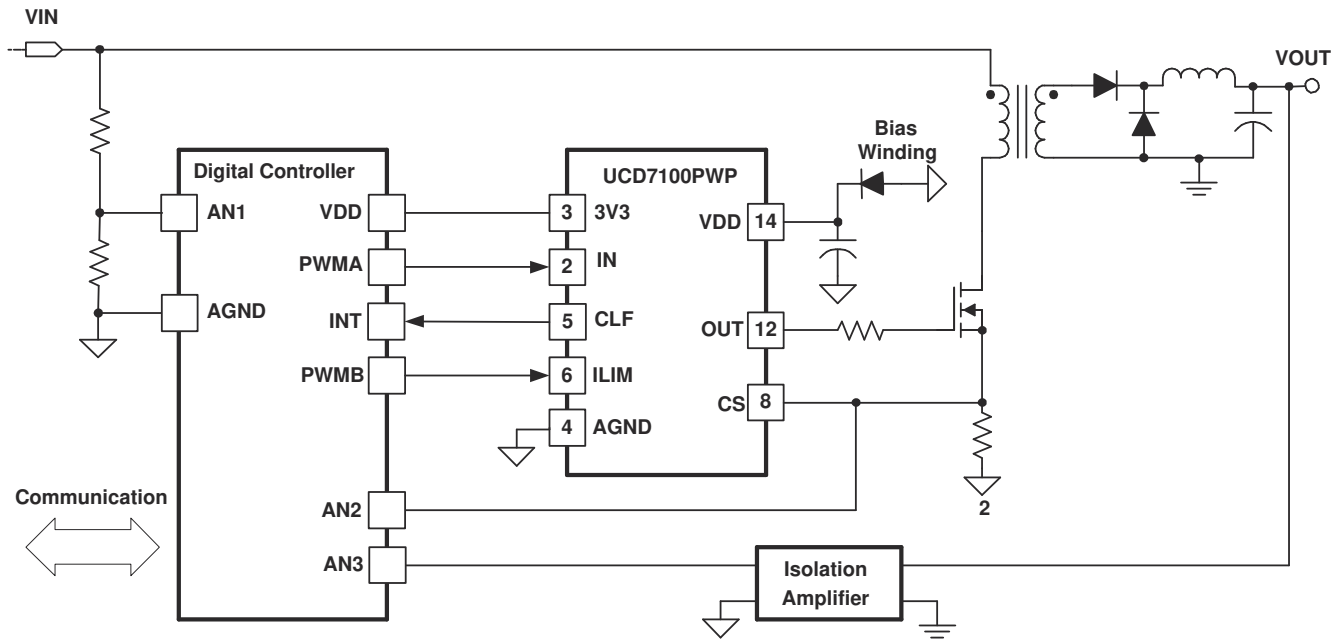 VIN
VOUT
Bias
Winding
Digital Controller
UCD7100PWP
AN1
VDD
3
3V3
VDD
14
PWMA
2
IN
AGND
INT
5
CLF
OUT
12
PWMB
6
ILIM
CS
8
4
AGND
Communication
AN2
2
AN3
Isolation
Amplifier